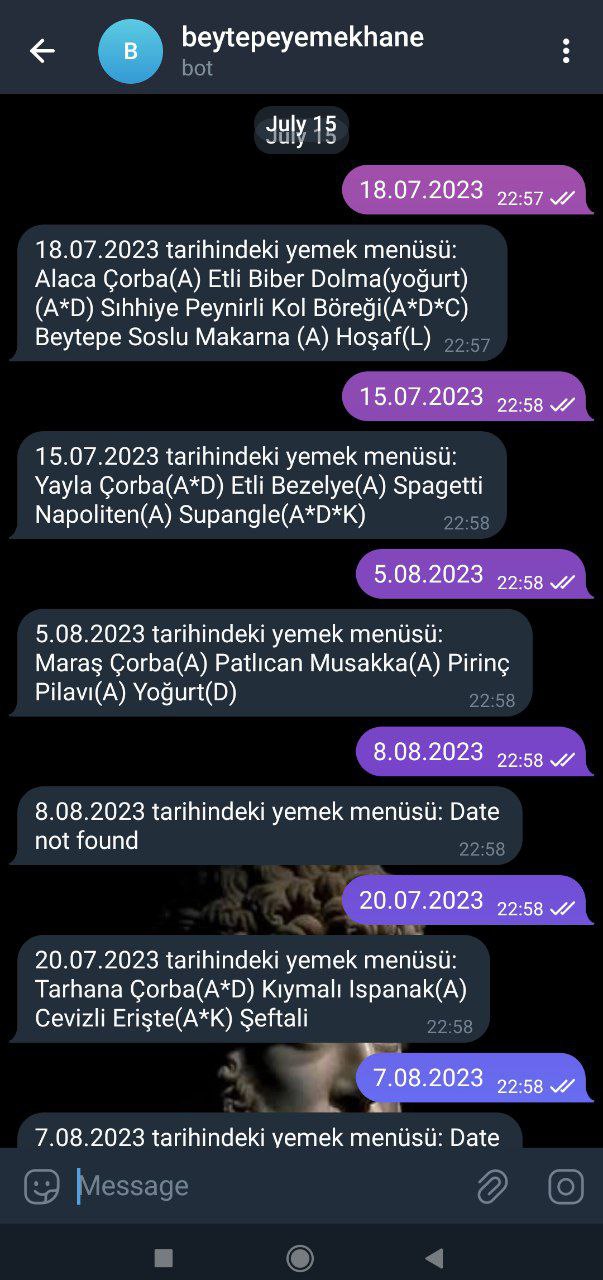 beytepeyemekhane
B
bot
July 15
July 15
18.07.2023 22:57
18.07.2023 tarihindeki yemek menüsü:
Alaca Çorba(A) Etli Biber Dolma(yoğurt)
(A*D) Sıhhiye Peynirli Kol Böreği(A*D*C)
Beytepe Soslu Makarna (A) Hoşaf(L) 22:57
15.07.2023 22:58
15.07.2023 tarihindeki yemek menüsü:
Yayla Çorba(A*D) Etli Bezelye(A) Spagetti
Napoliten(A) Supangle(A*D*K) 22:58
5.08.2023 22:58
5.08.2023 tarihindeki yemek menüsü:
Maraş Çorba(A) Patlıcan Musakka(A) Pirinç
Pilavı(A) Yoğurt(D) 22:58
8.08.2023 22:58
8.08.2023 tarihindeki yemek menüsü: Date
not found 22:58
20.07.2023 22:58
20.07.2023 tarihindeki yemek menüsü:
Tarhana Çorba(A*D) Kıymalı Ispanak(A)
Cevizli Erişte(A*K) Şeftali 22:58
7.08.2023 22:58
7.08.2023 tarihindeki yemek menüsü: Date
Message